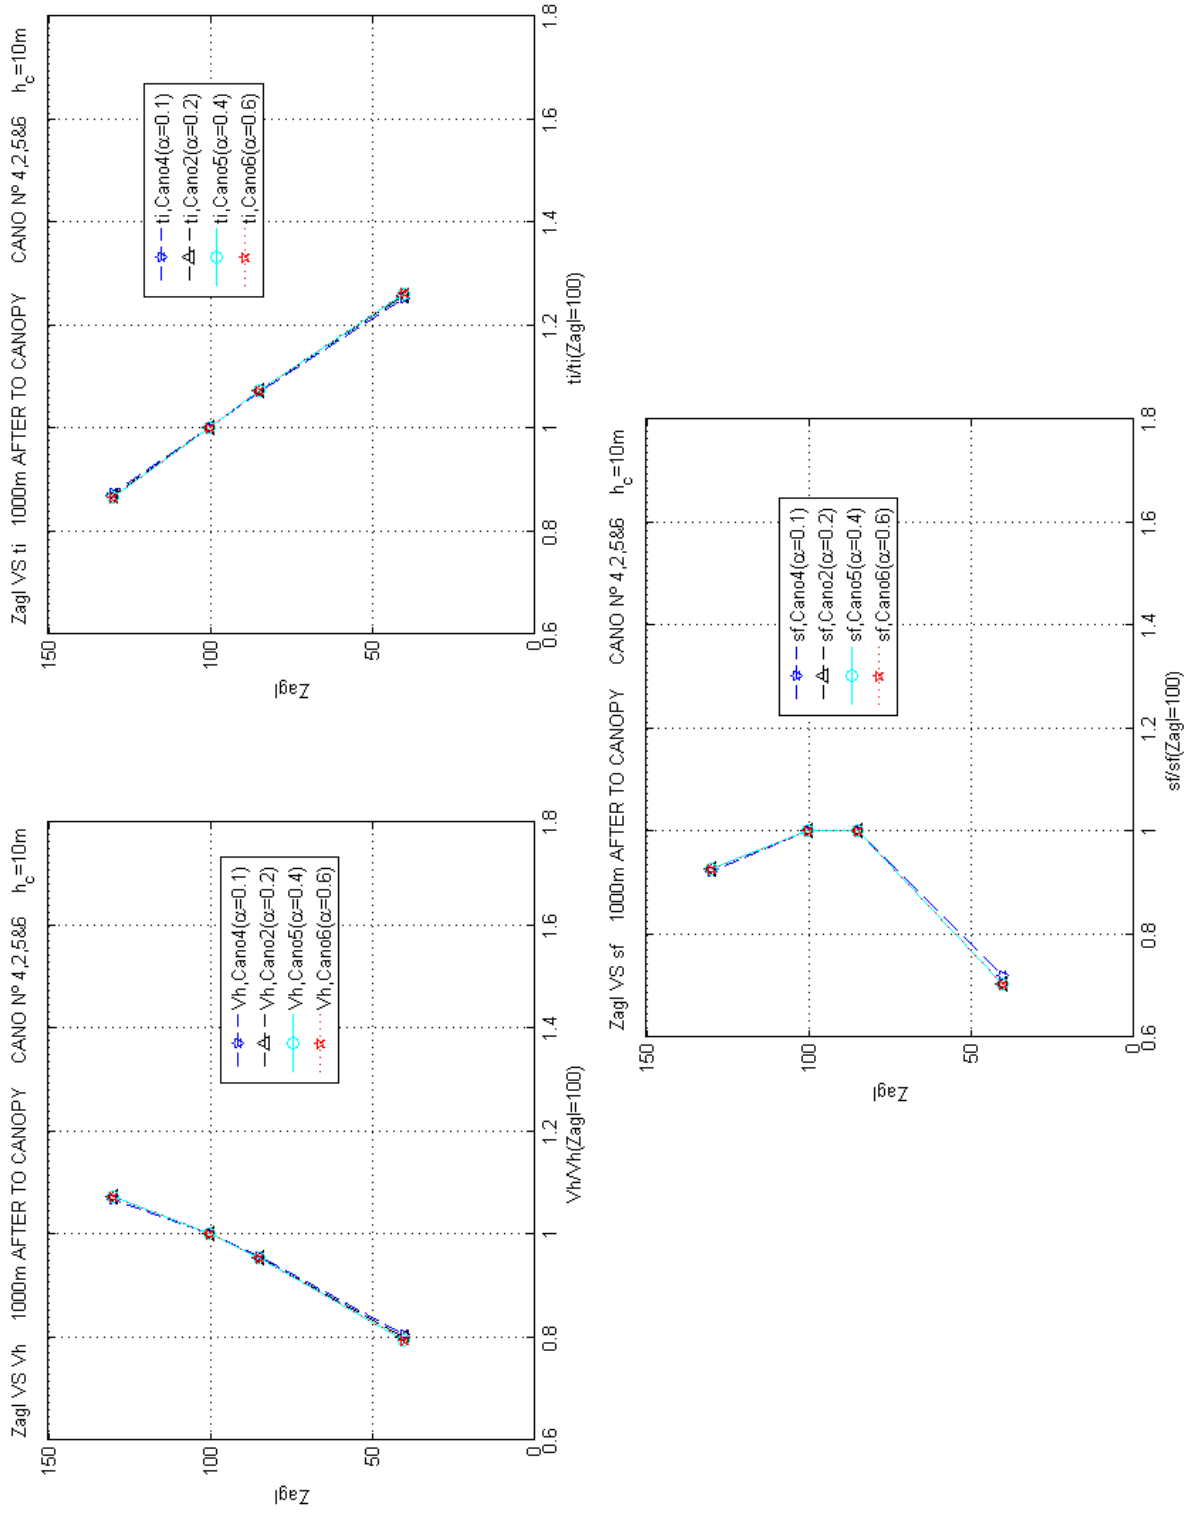 Zagl VS Vh 1000m AFTER TO CANOPY CANO Nº 4,2,5&6 h_c=10m
150
100
50
0
Zagl
0.6 0.8 1 1.2 1.4 1.6 1.8
Vh/Vh(Zagl=100)
Vh,Cano4(α=0.1)
Vh,Cano2(α=0.2)
Vh,Cano5(α=0.4)
Vh,Cano6(α=0.6)
Zagl VS ti 1000m AFTER TO CANOPY CANO Nº 4,2,5&6 h_c=10m
150
100
50
0
Zagl
0.6 0.8 1 1.2 1.4 1.6 1.8
ti/ti(Zagl=100)
ti,Cano4(α=0.1)
ti,Cano2(α=0.2)
ti,Cano5(α=0.4)
ti,Cano6(α=0.6)
Zagl VS sf 1000m AFTER TO CANOPY CANO Nº 4,2,5&6 h_c=10m
150
100
50
0
Zagl
0.6 0.8 1 1.2 1.4 1.6 1.8
sf/sf(Zagl=100)
sf,Cano4(α=0.1)
sf,Cano2(α=0.2)
sf,Cano5(α=0.4)
sf,Cano6(α=0.6)